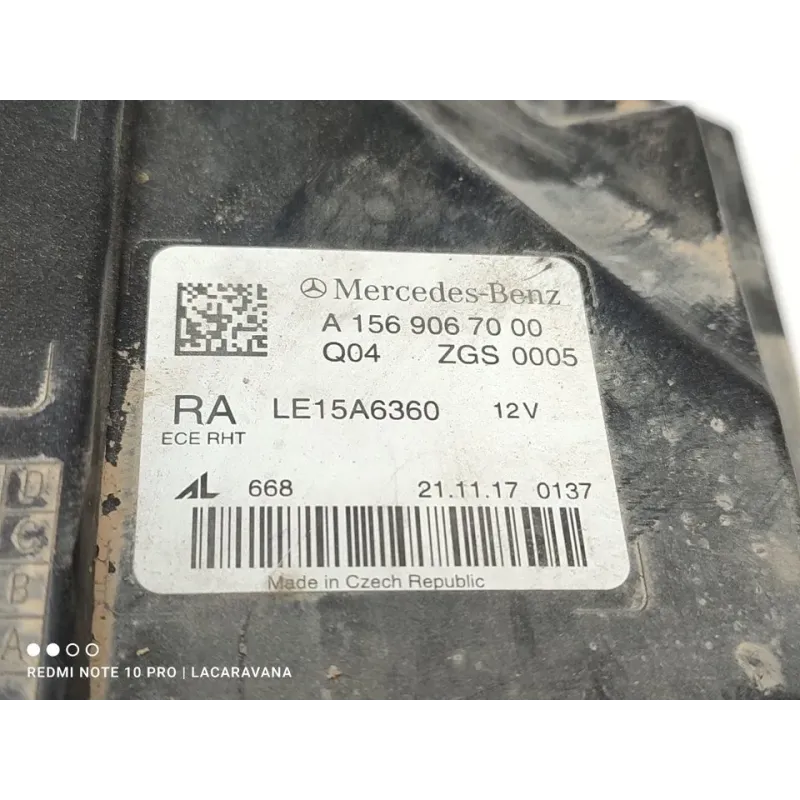 Mercedes-Benz
A 156 906 70 00
Q04 ZGS 0005
RA LE15A6360 12V
ECE RHT
AL 668 21.11.17 0137
Made in Czech Republic
D
C
B
A
REDMI NOTE 10 PRO | LACARAVANA